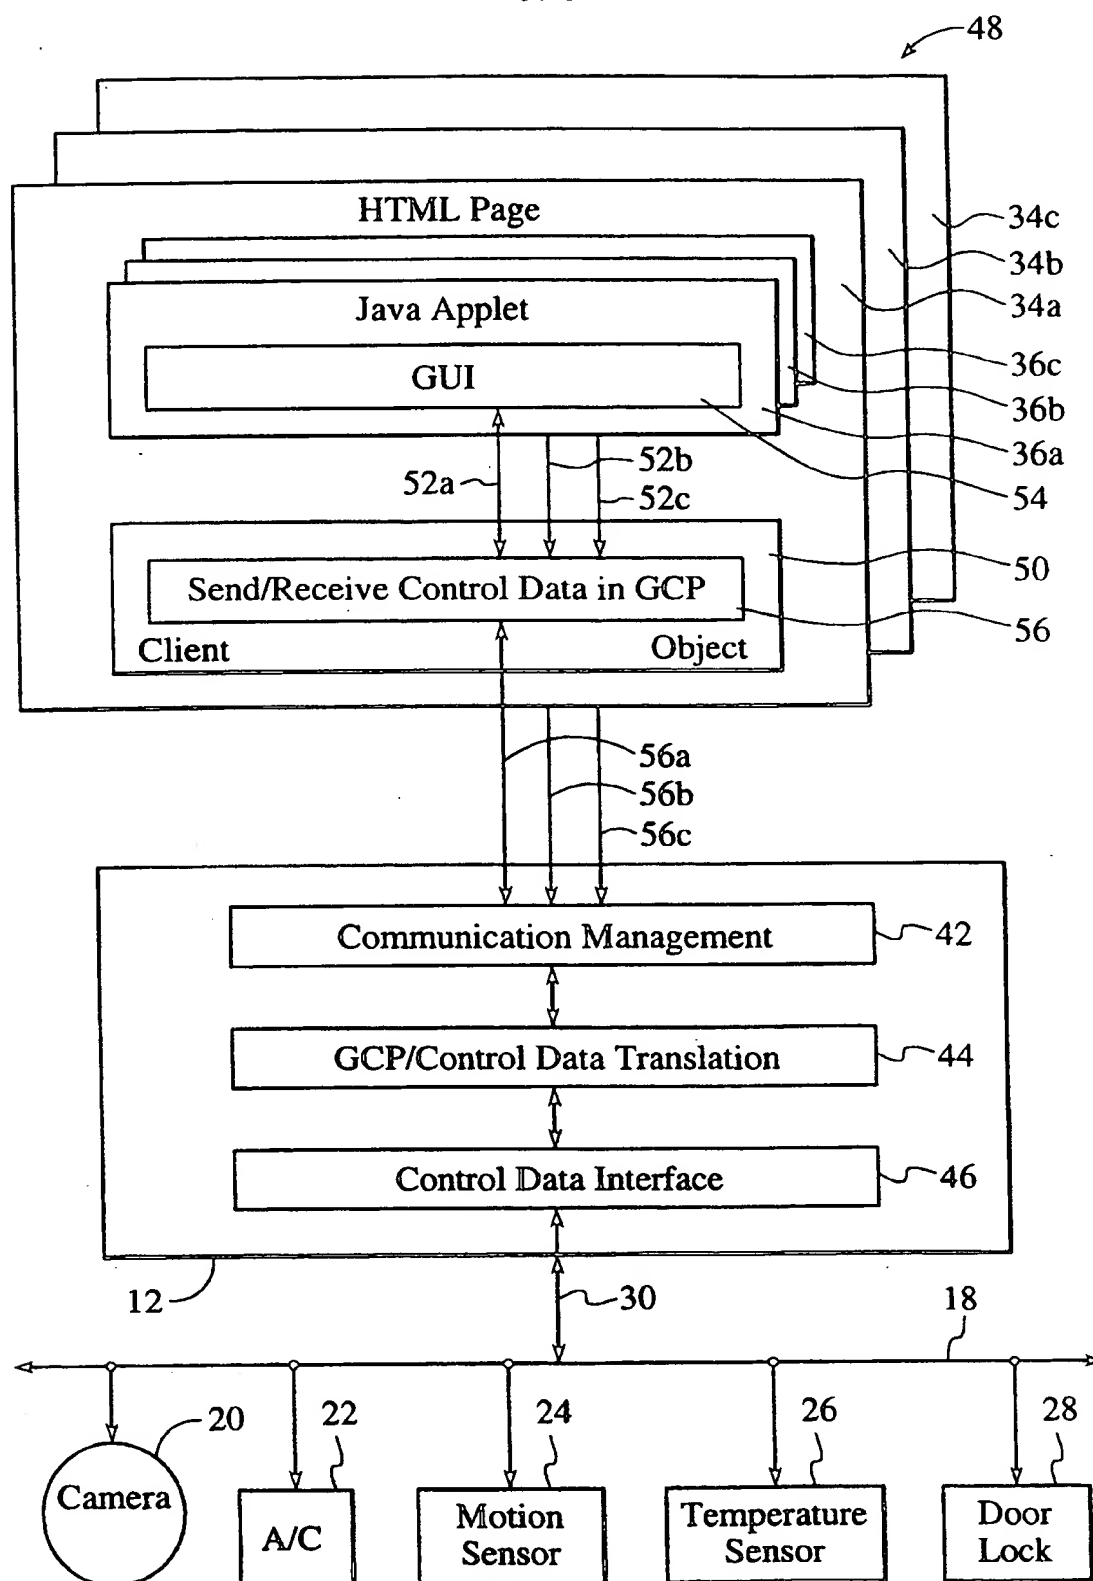 48
HTML Page
34c
34b
34a
Java Applet
36c
GUI
36b
36a
52b
52a
54
52c
50
Send/Receive Control Data in GCP
56
Client Object
56a
56b
56c
Communication Management
42
GCP/Control Data Translation
44
Control Data Interface
46
12
30
18
20
22
24
26
28
Camera
A/C
Motion
Sensor
Temperature
Sensor
Door
Lock